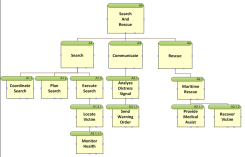 Search
And
Rescue
Search
Communicate
Rescue
Coordinate
Search
Plan
Search
Execute
Search
Analyze
Distress
Signal
Maritime
Rescue
Locate
Victim
Send
Warning
Order
Provide
Medical
Assist
Recover
Victim
Monitor
Health